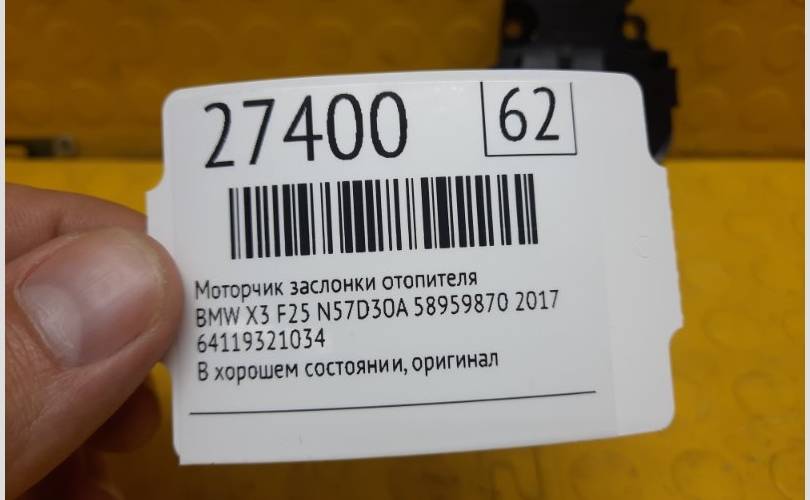 27400
62
Моторчик заслонки отопителя
BMW X3 F25 N57D30A 58959870 2017
64119321034
В хорошем состоянии, оригинал